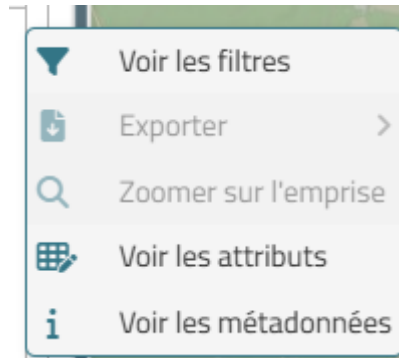 Voir les filtres
Exporter
Zoomer sur l'emprise
Voir les attributs
Voir les métadonnées